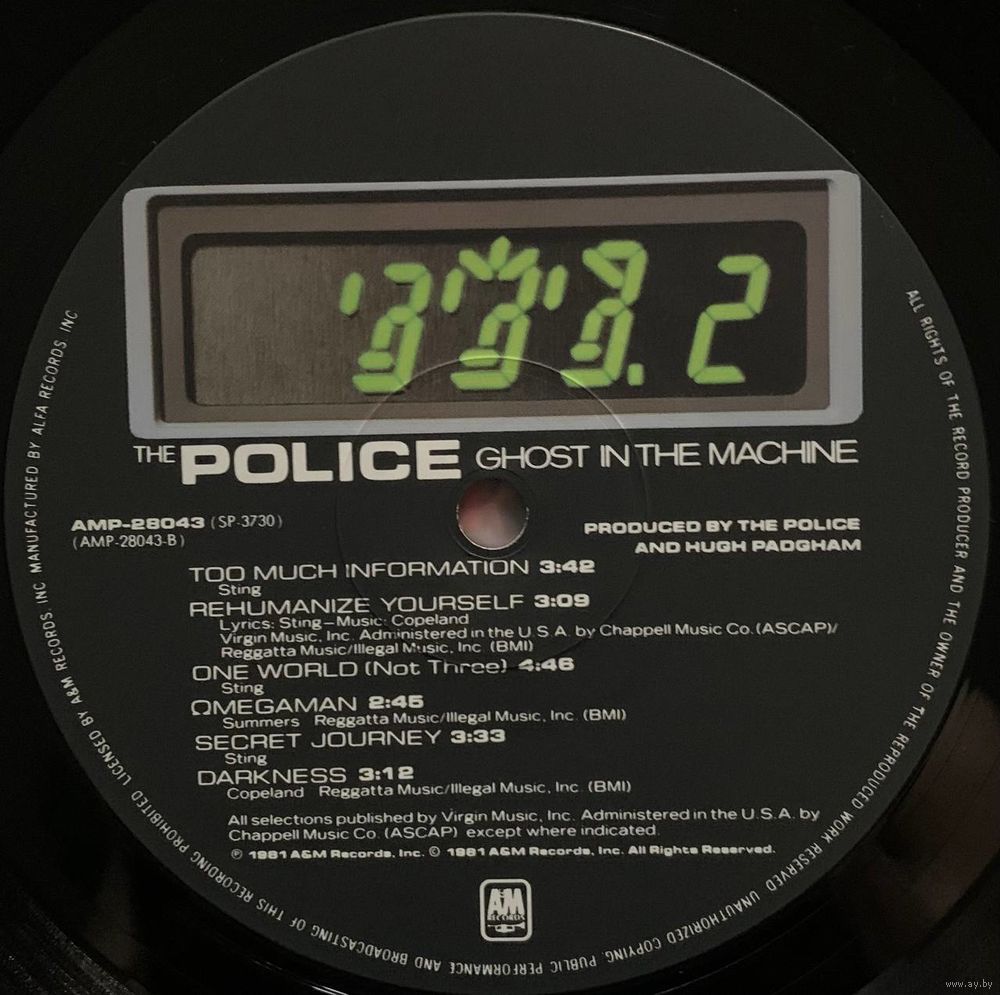 .2
THE POLICE GHOST IN THE MACHINE
AMP-28043 (SP-3730)
(AMP-28043-B)
PRODUCED BY THE POLICE
AND HUGH PADGHAM
TOO MUCH INFORMATION 3:42
Sting
REHUMANIZE YOURSELF 3:09
Lyrics: Sting–Music: Copeland
Virgin Music, Inc. Administered in the U.S.A. by Chappell Music Co. (ASCAP)/
Reggatta Music/Illegal Music, Inc. (BMI)
ONE WORLD (Not Three) 4:46
Sting
ΩMEGAMAN 2:45
Summers Reggatta Music/Illegal Music, Inc. (BMI)
SECRET JOURNEY 3:33
Sting
DARKNESS 3:12
Copeland Reggatta Music/Illegal Music, Inc. (BMI)
All selections published by Virgin Music, Inc. Administered in the U.S.A. by
Chappell Music Co. (ASCAP) except where indicated.
℗ 1981 A&M Records, Inc. © 1981 A&M Records, Inc. All Rights Reserved.
A&M
RECORDS
ALL RIGHTS OF THE RECORD PRODUCER AND THE OWNER OF THE REPRODUCED WORK RESERVED UNAUTHORIZED COPYING, PUBLIC PERFORMANCE AND BROADCASTING OF THIS RECORDING PROHIBITED LICENSED BY A&M RECORDS, INC MANUFACTURED BY ALFA RECORDS INC
www.ay.by